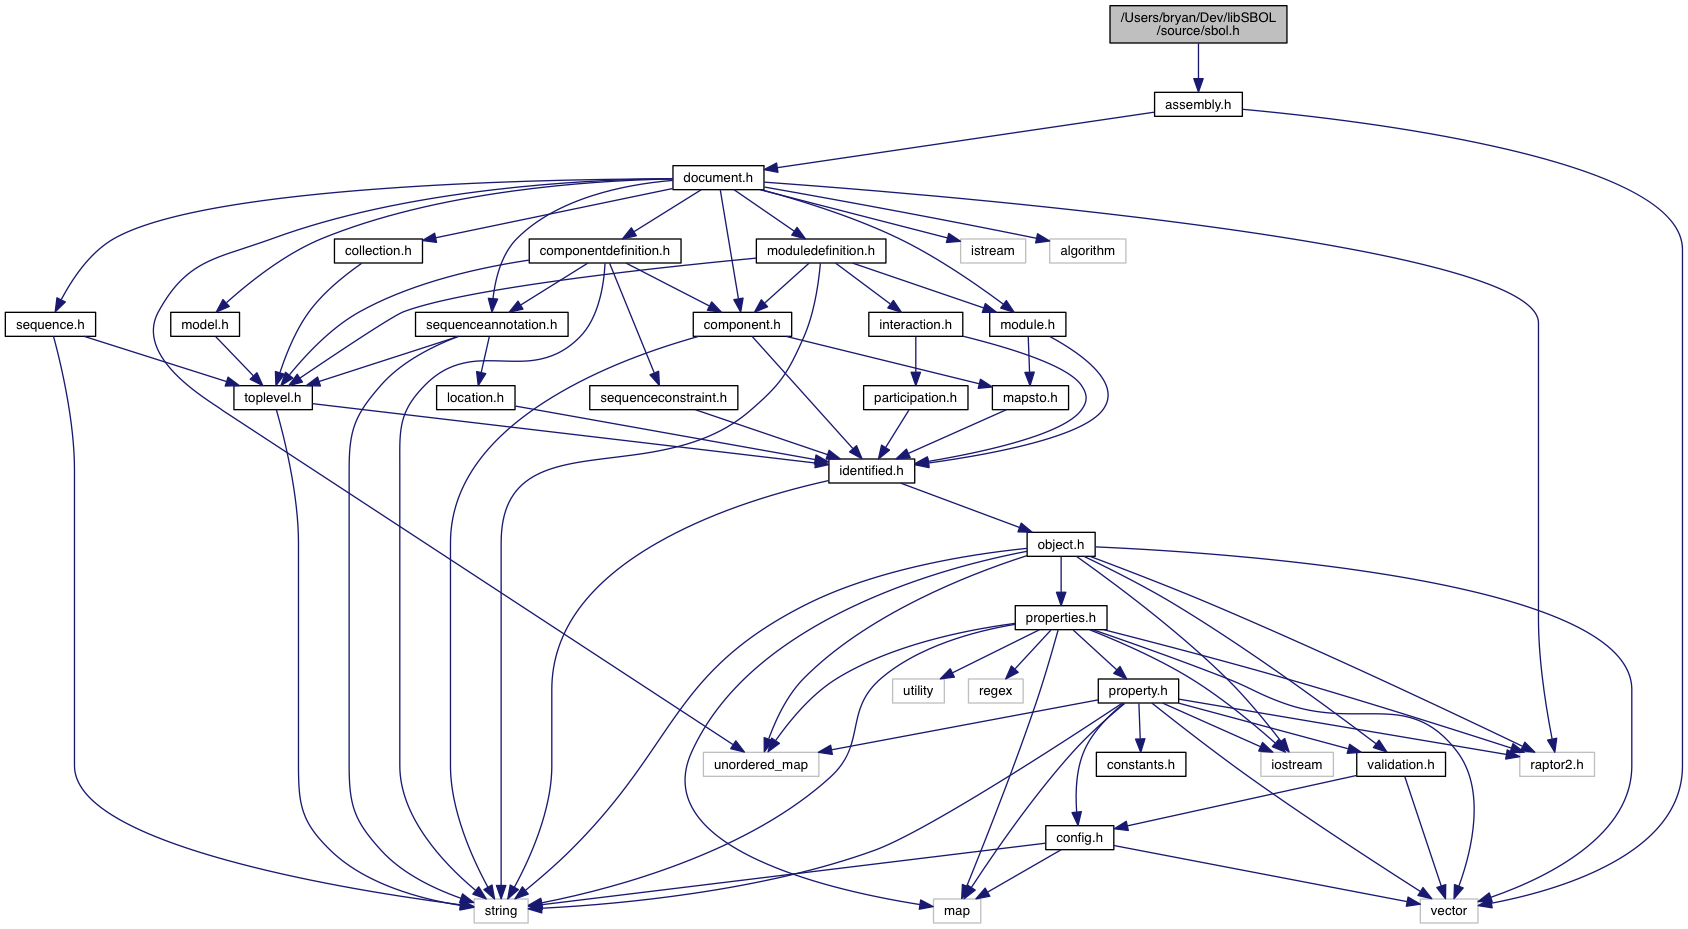 /Users/bryan/Dev/libSBOL
/source/sbol.h
assembly.h
document.h
collection.h
componentdefinition.h
moduledefinition.h
istream
algorithm
sequence.h
model.h
sequenceannotation.h
component.h
interaction.h
module.h
toplevel.h
location.h
sequenceconstraint.h
participation.h
mapsto.h
identified.h
object.h
properties.h
utility
regex
property.h
unordered_map
constants.h
iostream
validation.h
raptor2.h
config.h
string
map
vector